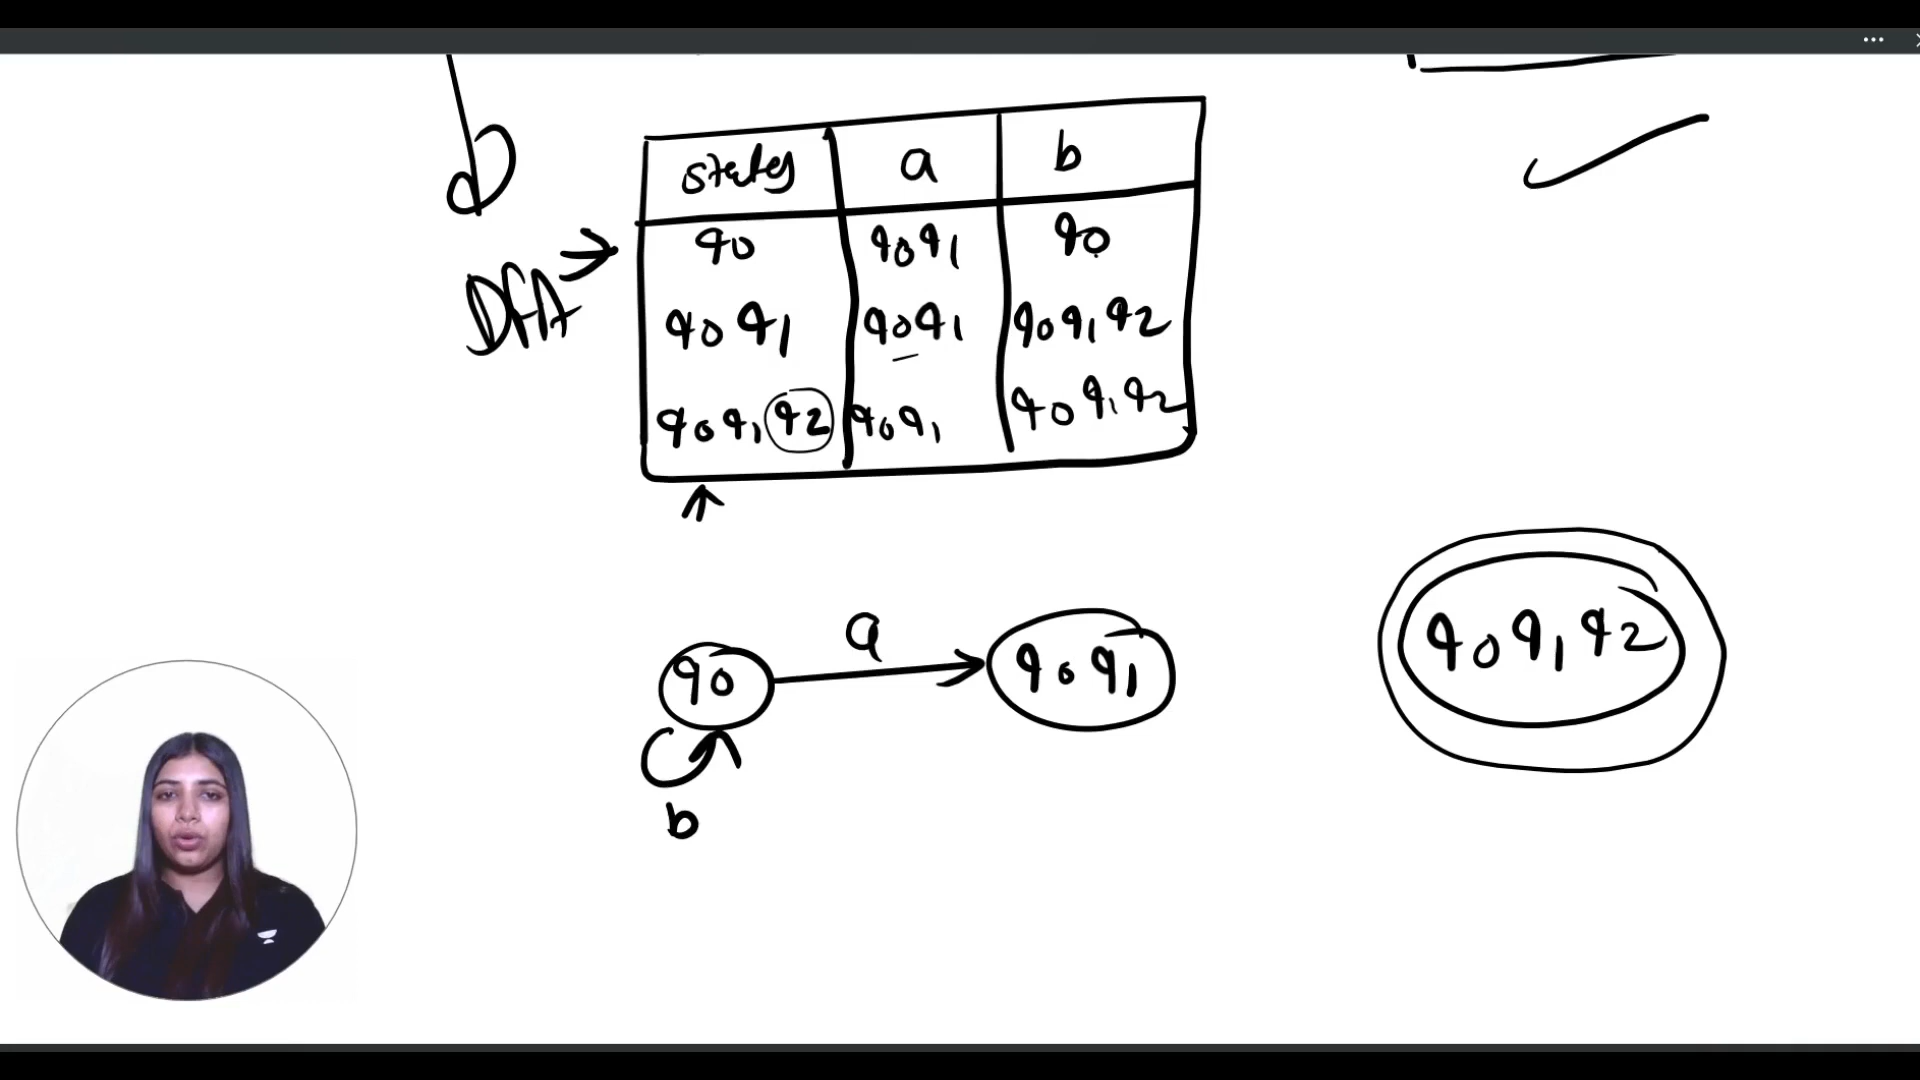 b
states a b
q0 q0q1 q0
DFA
q0q1 q0q1 q0q1q2
q0q1q2 q0q1 q0q1q2
a
q0 q0q1 q0q1q2
b